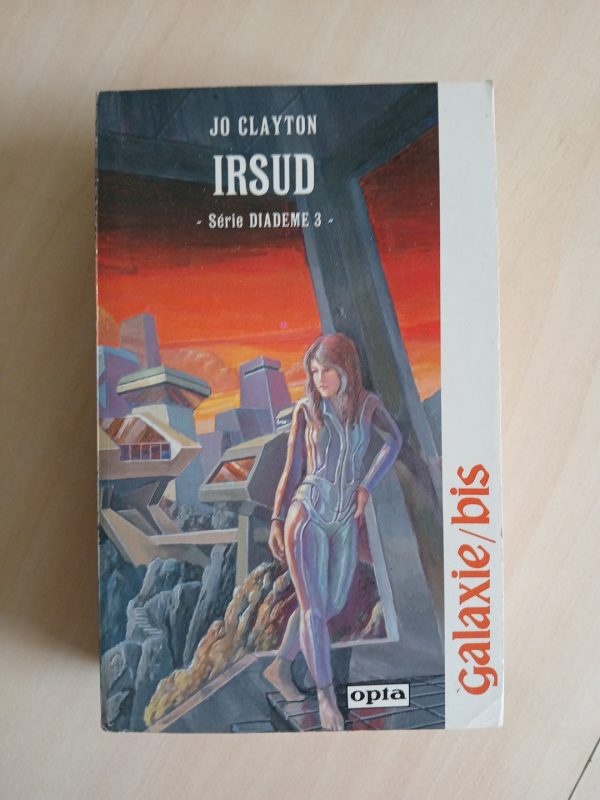 JO CLAYTON
IRSUD
- Série DIADEME 3 -
opta
galaxie/bis